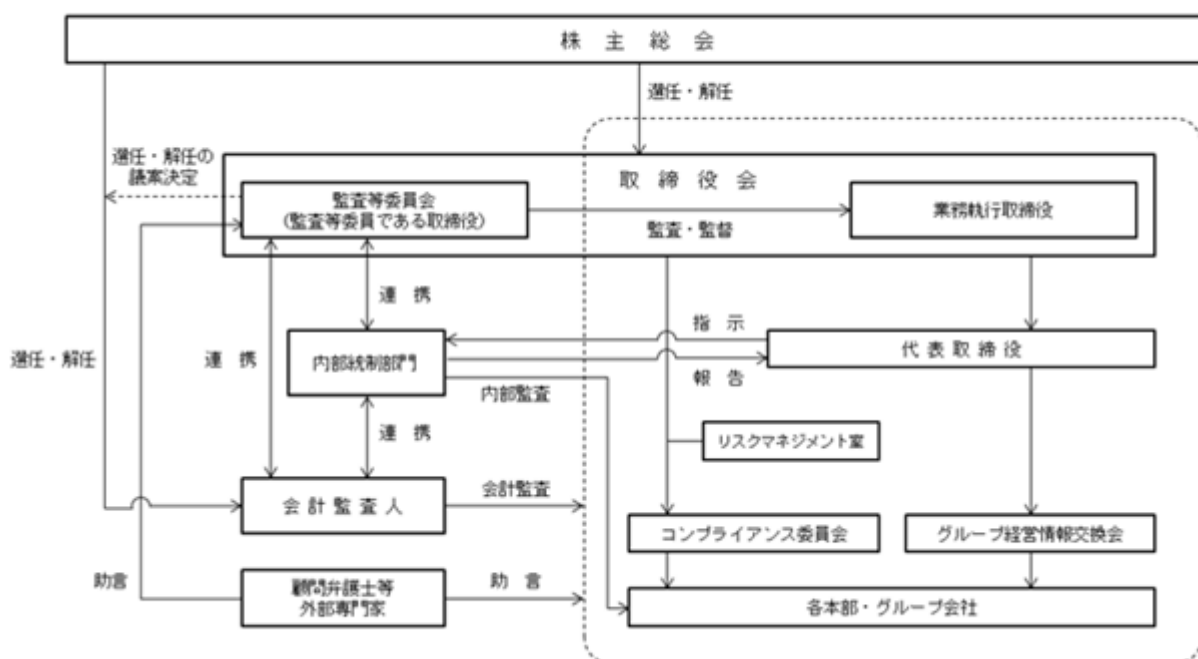 株主総会
選任・解任
選任・解任の
議案決定
取締役会
監査等委員会
(監査等委員である取締役)
業務執行取締役
監査・監督
連携
指示
選任・解任
連携
内部統制部門
代表取締役
報告
内部監査
連携
リスクマネジメント室
会計監査人
会計監査
コンプライアンス委員会
グループ経営情報交換会
助言
顧問弁護士等
外部専門家
助言
各本部・グループ会社